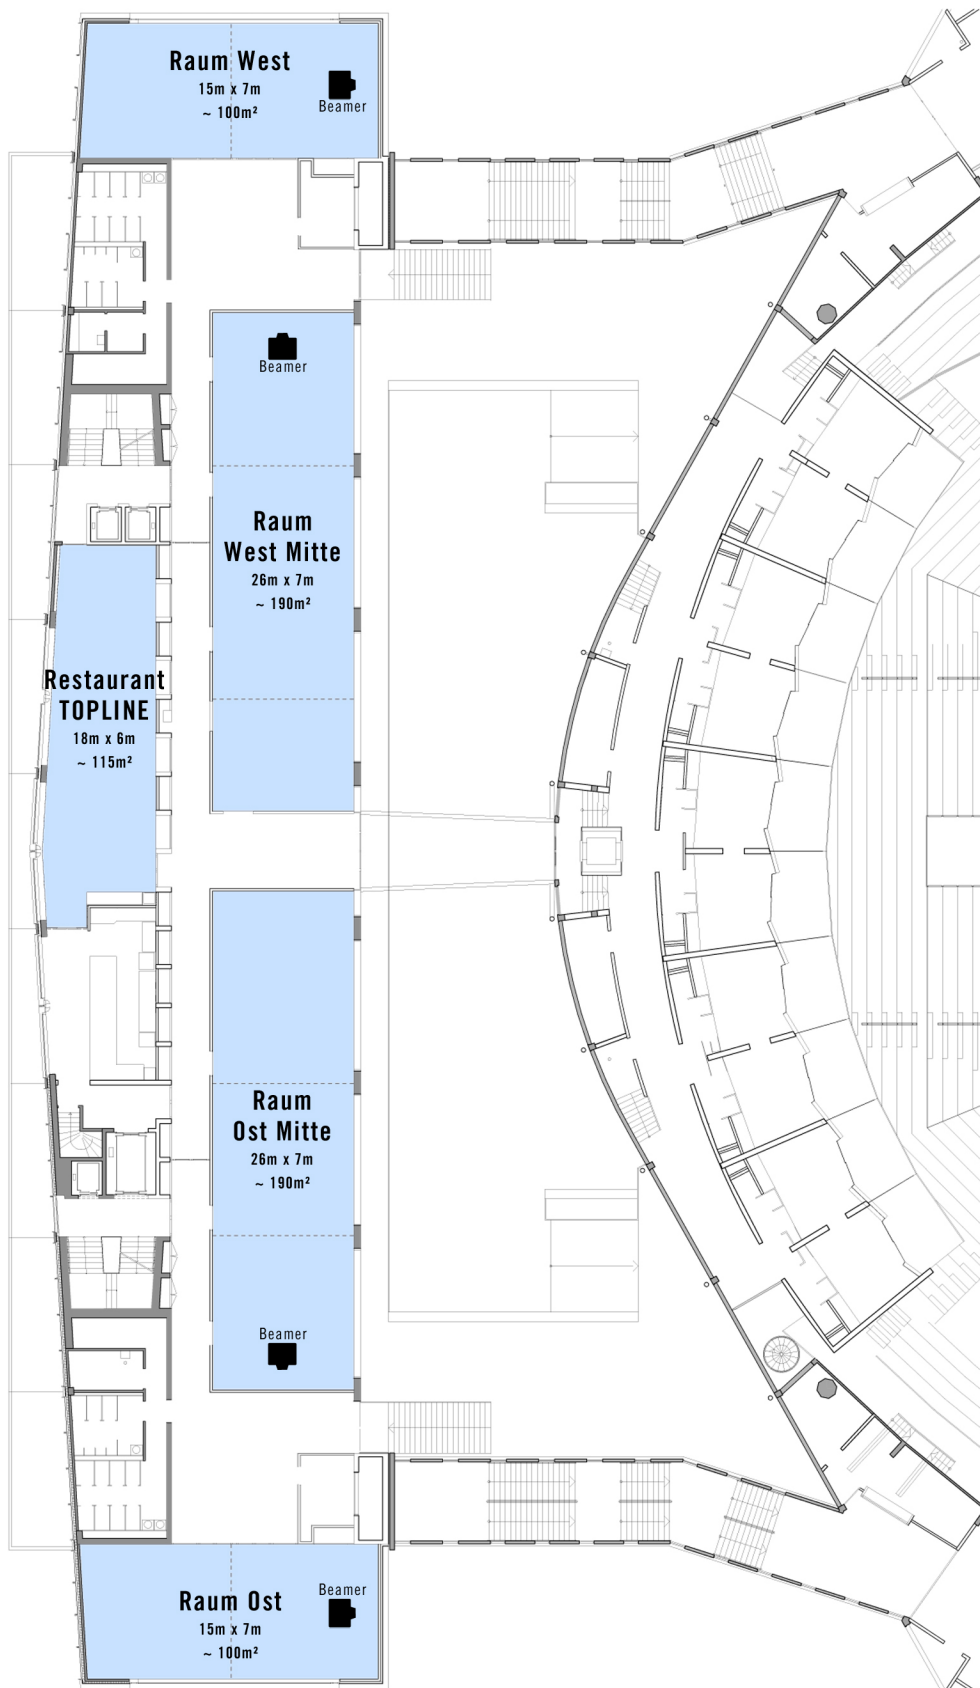 Raum West
15m x 7m
~ 100m²
Beamer
Beamer
Raum
West Mitte
26m x 7m
~ 190m²
Restaurant
TOPLINE
18m x 6m
~ 115m²
Raum
Ost Mitte
26m x 7m
~ 190m²
Beamer
Raum Ost
15m x 7m
~ 100m²
Beamer